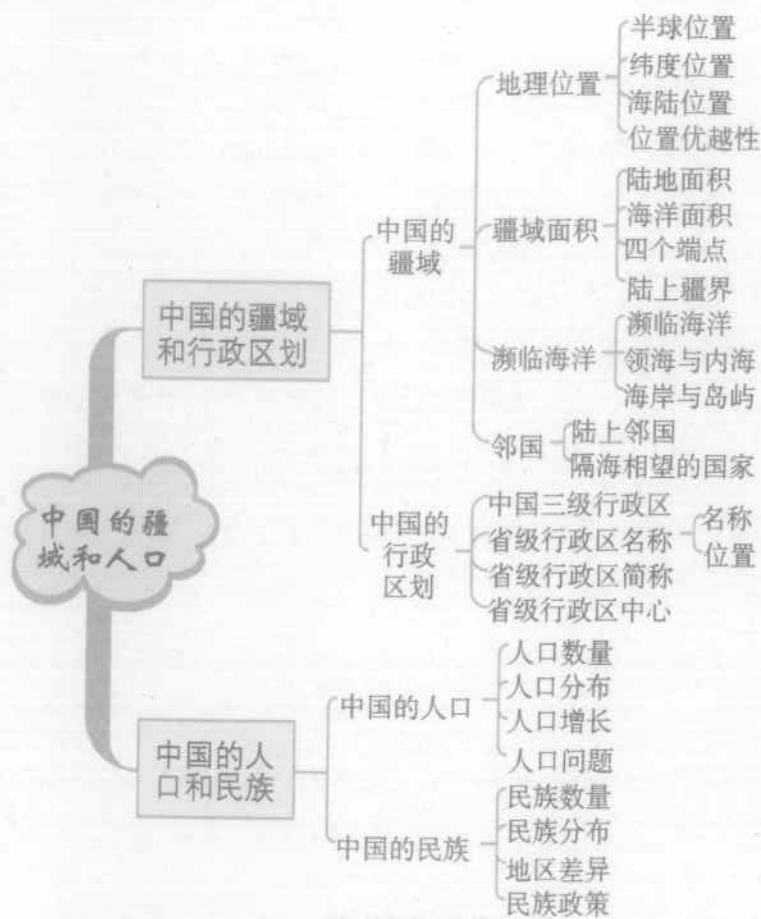 中国的疆
域和人口
中国的疆域
和行政区划
中国的
疆域
地理位置
半球位置
纬度位置
海陆位置
位置优越性
疆域面积
陆地面积
海洋面积
四个端点
陆上疆界
濒临海洋
濒临海洋
领海与内海
海岸与岛屿
邻国
陆上邻国
隔海相望的国家
中国的
行政
区划
中国三级行政区
省级行政区名称
名称
位置
省级行政区简称
省级行政区中心
中国的人
口和民族
中国的人口
人口数量
人口分布
人口增长
人口问题
中国的民族
民族数量
民族分布
地区差异
民族政策